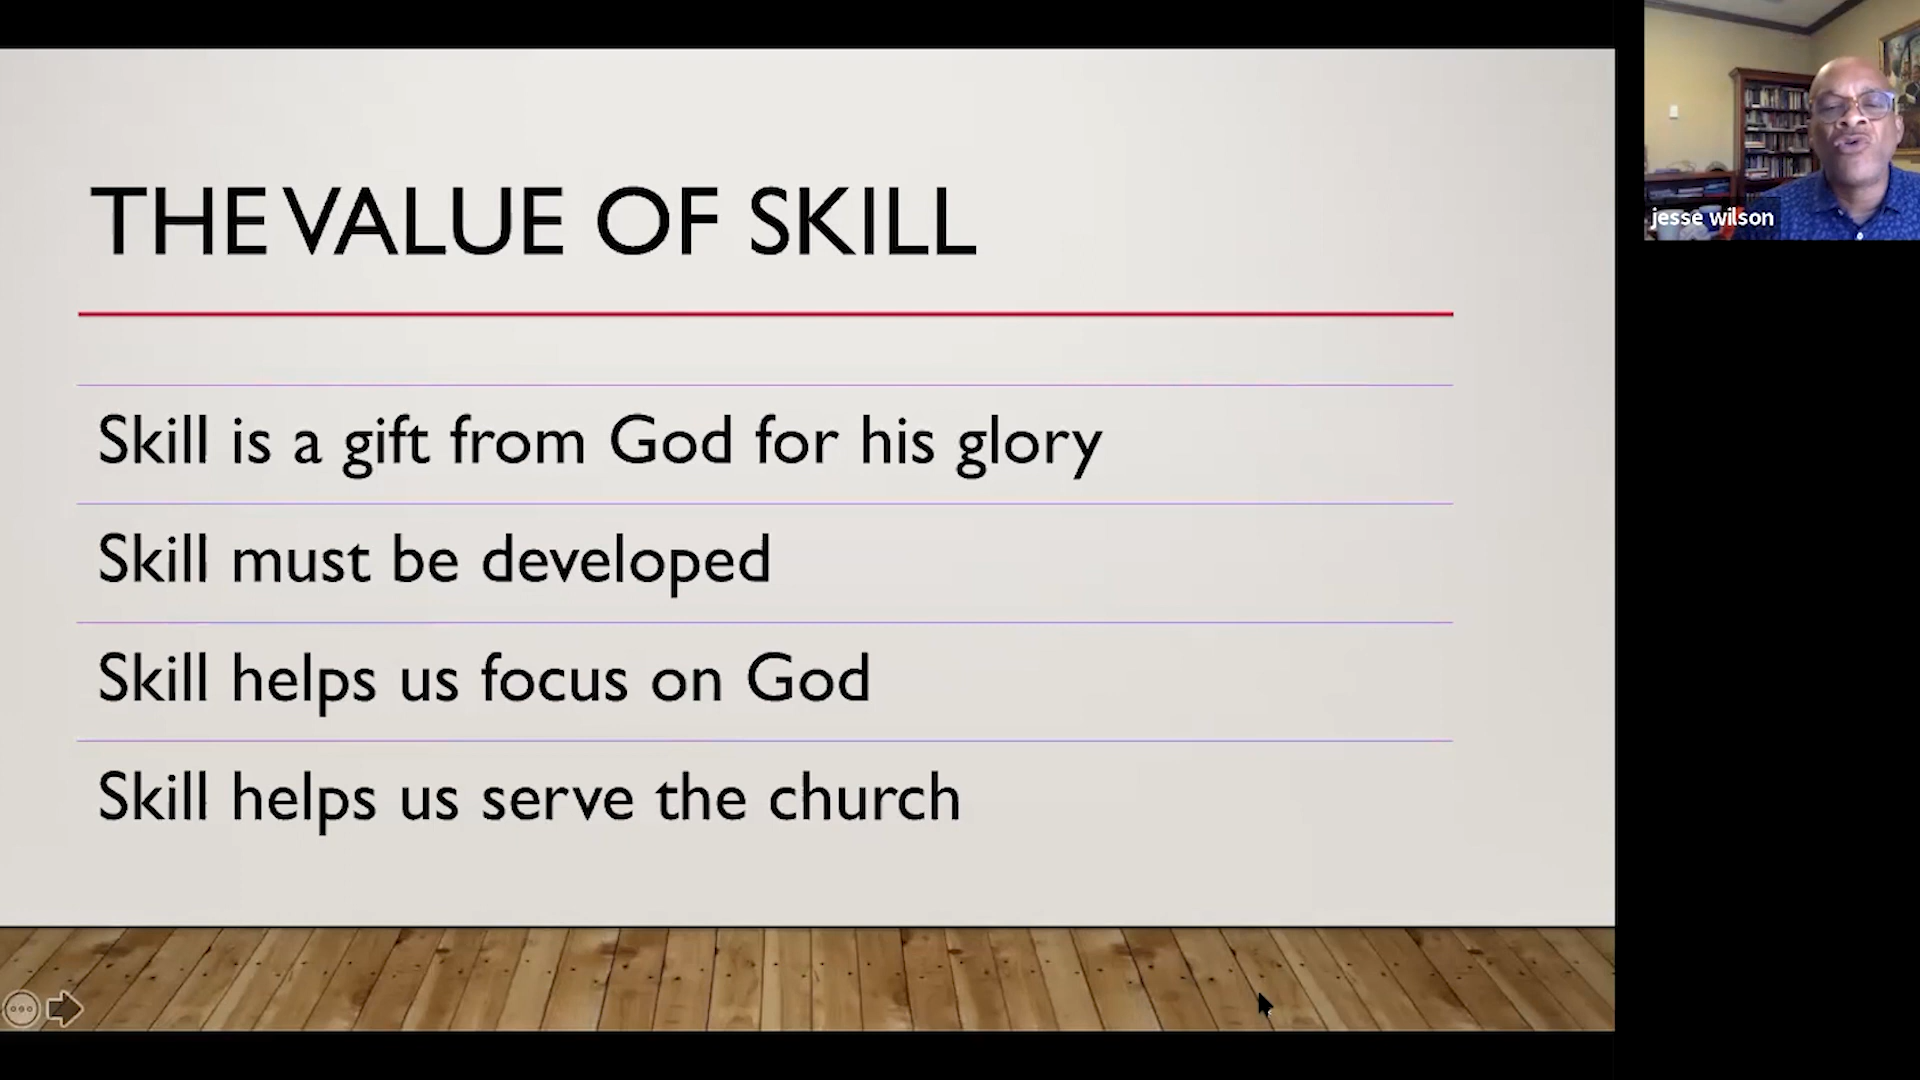 THE VALUE OF SKILL
Skill is a gift from God for his glory
Skill must be developed
Skill helps us focus on God
Skill helps us serve the church
jesse wilson